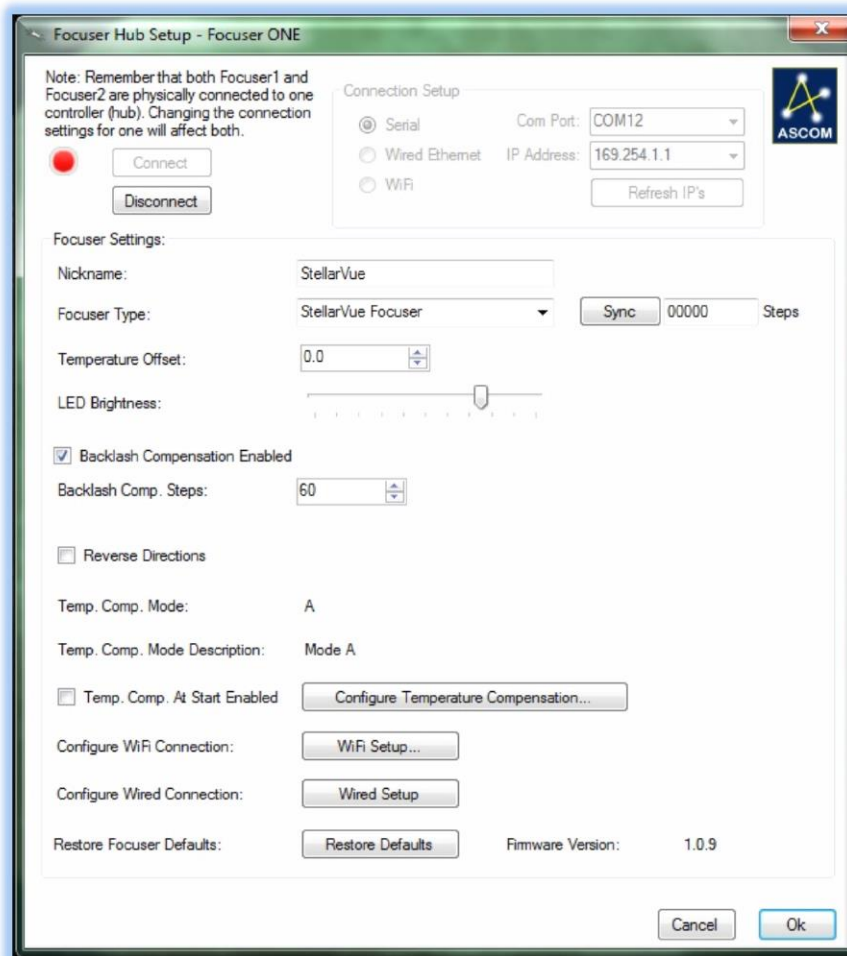 Focuser Hub Setup - Focuser ONE
Note: Remember that both Focuser1 and
Focuser2 are physically connected to one
controller (hub). Changing the connection
settings for one will affect both.
Connect
Disconnect
Connection Setup
Serial
Com Port: COM12
Wired Ethernet
IP Address: 169.254.1.1
WiFi
Refresh IP's
ASCOM
Focuser Settings:
Nickname: StellarVue
Focuser Type: StellarVue Focuser Sync 00000 Steps
Temperature Offset: 0.0
LED Brightness:
Backlash Compensation Enabled
Backlash Comp. Steps: 60
Reverse Directions
Temp. Comp. Mode: A
Temp. Comp. Mode Description: Mode A
Temp. Comp. At Start Enabled Configure Temperature Compensation...
Configure WiFi Connection: WiFi Setup...
Configure Wired Connection: Wired Setup
Restore Focuser Defaults: Restore Defaults Firmware Version: 1.0.9
Cancel Ok